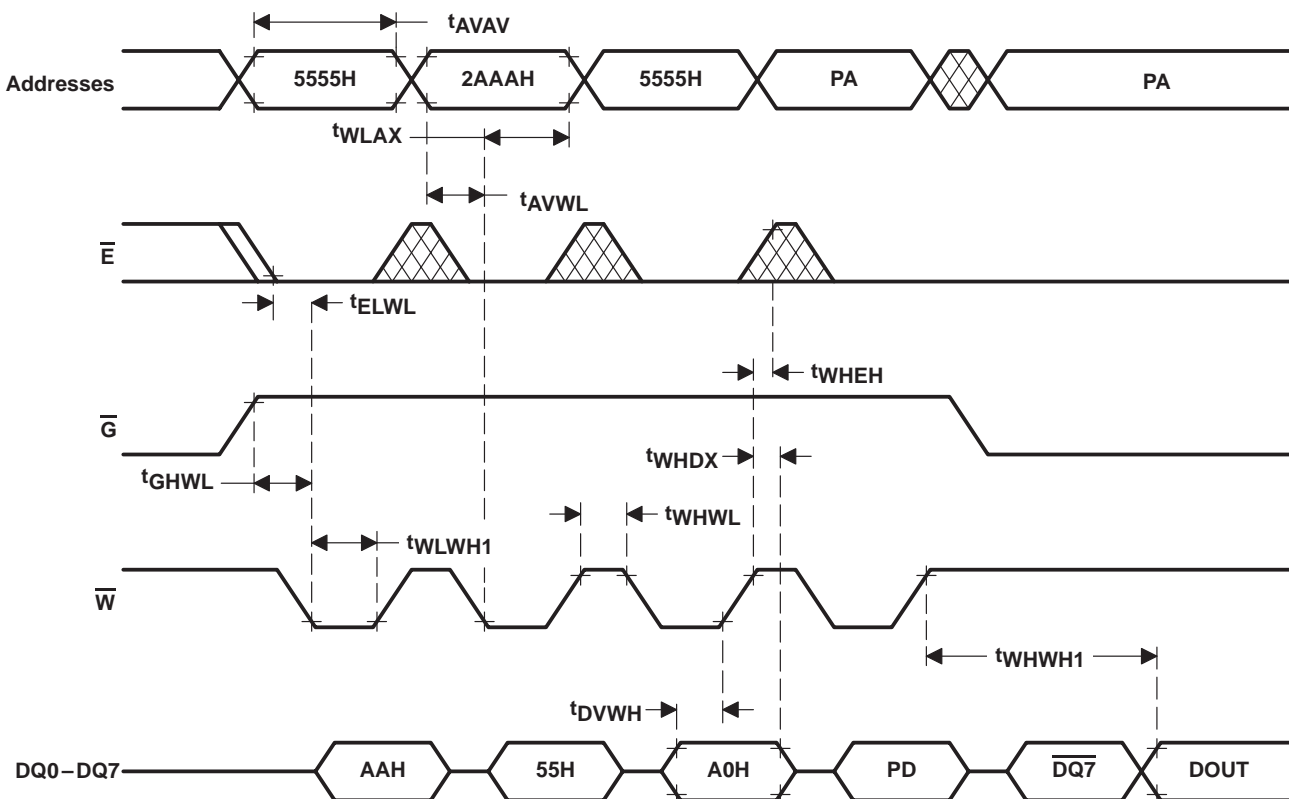 tAVAV
Addresses 5555H 2AAAH 5555H PA PA
tWLAX
tAVWL
E̅
tELWL
tWHEH
G̅
tWHDX
tGHWL
tWHWL
tWLWH1
W̅
tWHWH1
tDVWH
DQ0–DQ7 AAH 55H A0H PD D̅Q̅7̅ DOUT